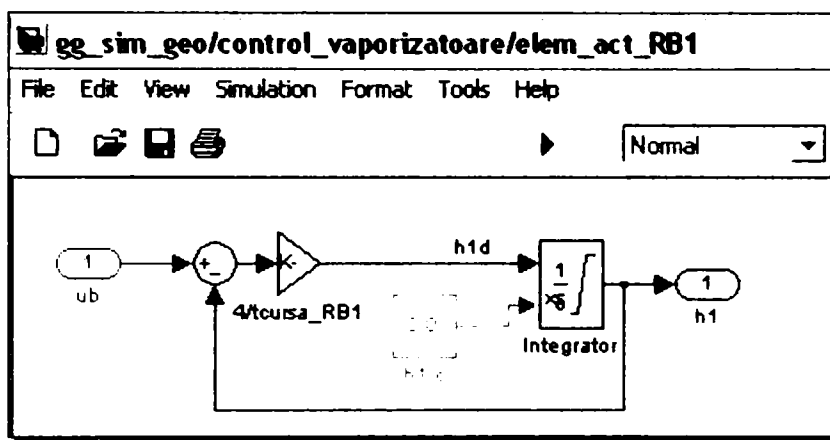 gg_sim_geo/control_vaporizatoare/elem_act_RB1
File Edit View Simulation Format Tools Help
Normal
1
ub
+
-
4/tcursa_RB1
h1d
1
s
x
Integrator
1
h1